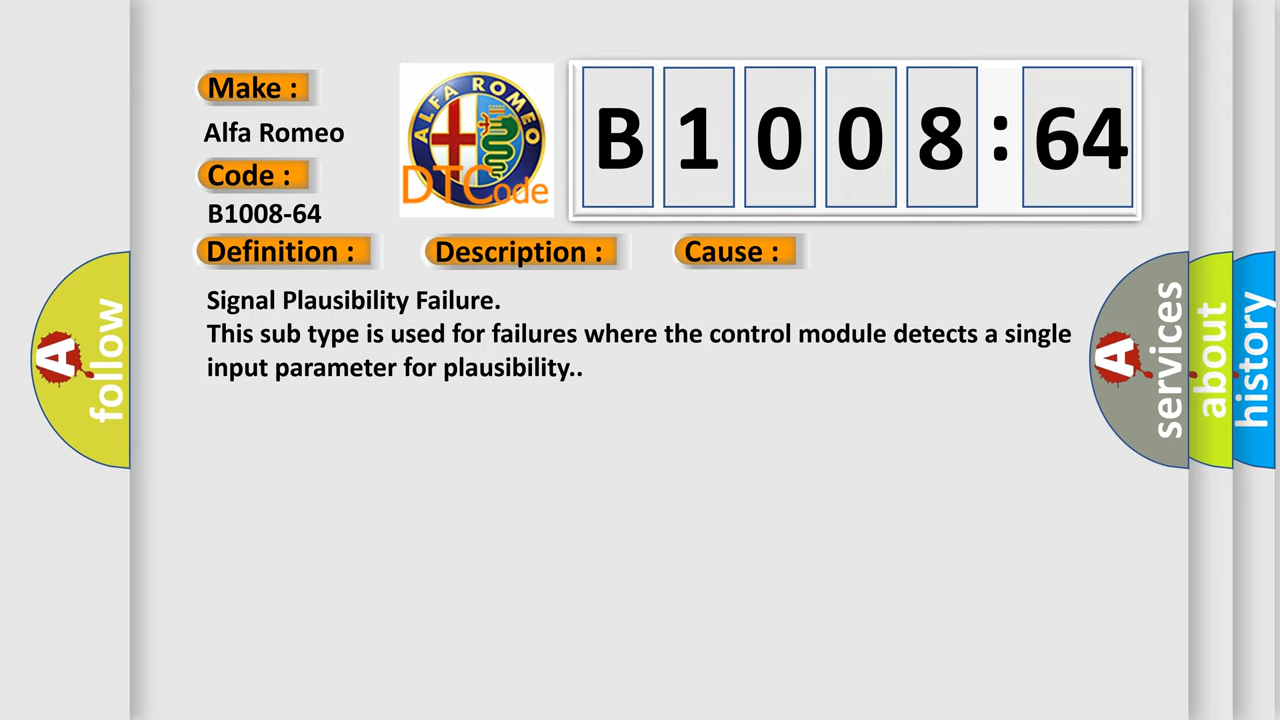 Make :
Alfa Romeo
Code :
B1008-64
ALFA ROMEO
DTCode
B 1 0 0 8 : 64
Definition :
Description :
Cause :
Signal Plausibility Failure.
This sub type is used for failures where the control module detects a single
input parameter for plausibility..
A follow
A services
about
history